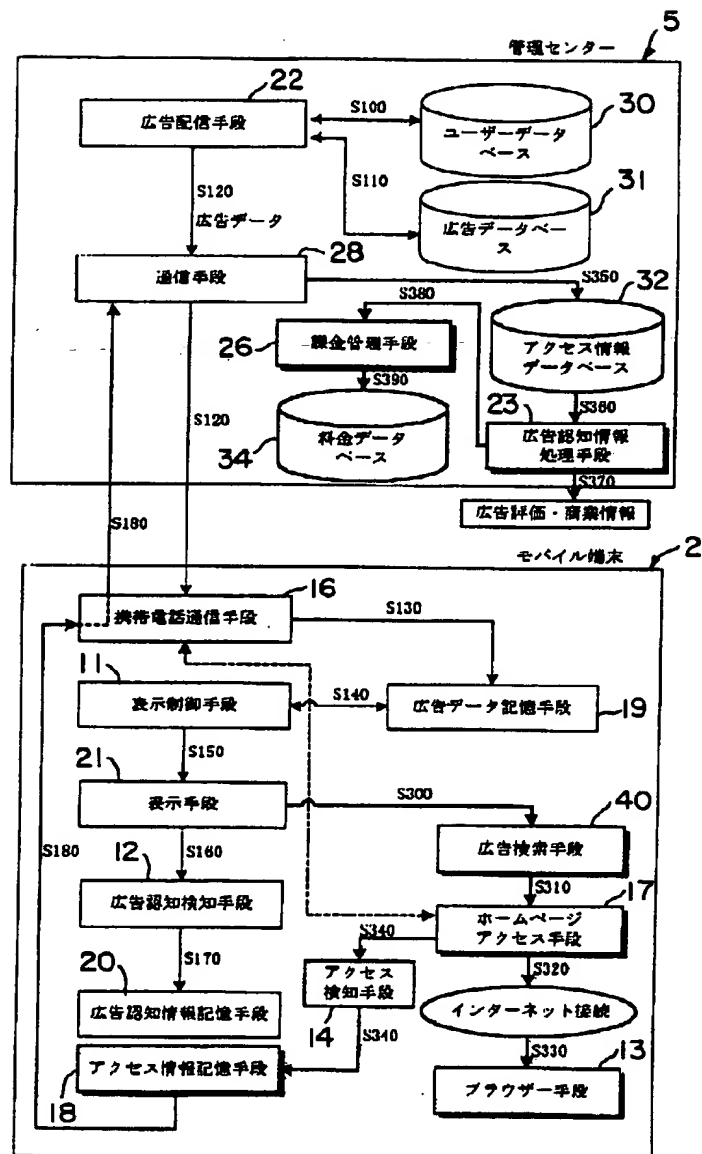 管理センター
5
22
広告配信手段
S100
30
ユーザーデータ
ベース
S110
31
広告データベー
ス
S120
広告データ
28
通信手段
S350
32
アクセス情報
データベース
S380
26
課金管理手段
S390
34
料金データ
ベース
S360
23
広告認知情報
処理手段
S370
広告評価・商業情報
S120
S180
モバイル端末
2
16
携帯電話通信手段
S130
11
表示制御手段
S140
広告データ記憶手段
19
S150
21
表示手段
S300
40
広告検索手段
S180
S160
12
広告認知検知手段
S310
17
ホームページ
アクセス手段
S340
アクセス
検知手段
14
S170
20
広告認知情報記憶手段
S320
インターネット接続
S340
アクセス情報記憶手段
18
S330
13
ブラウザー手段